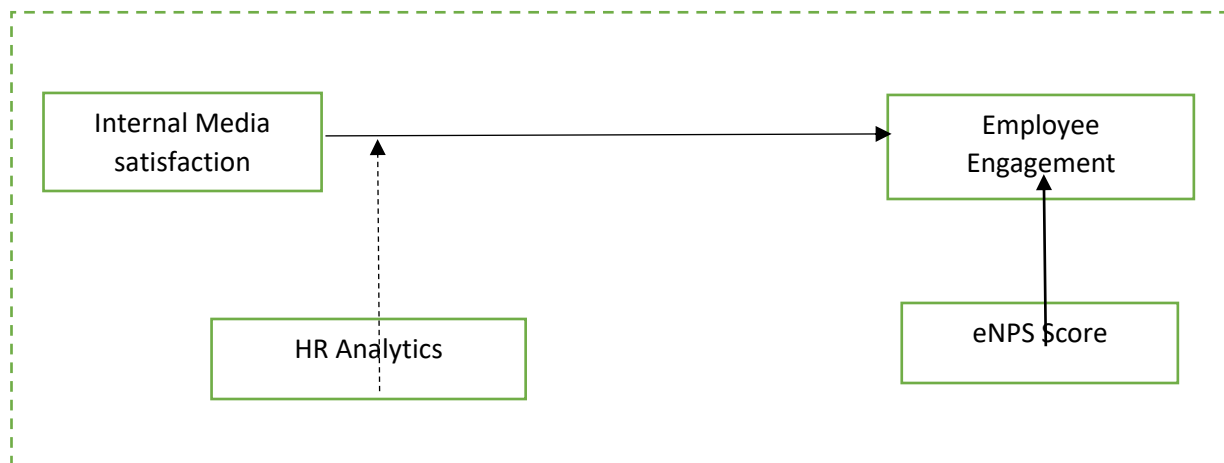 Internal Media
satisfaction
Employee
Engagement
HR Analytics
eNPS Score